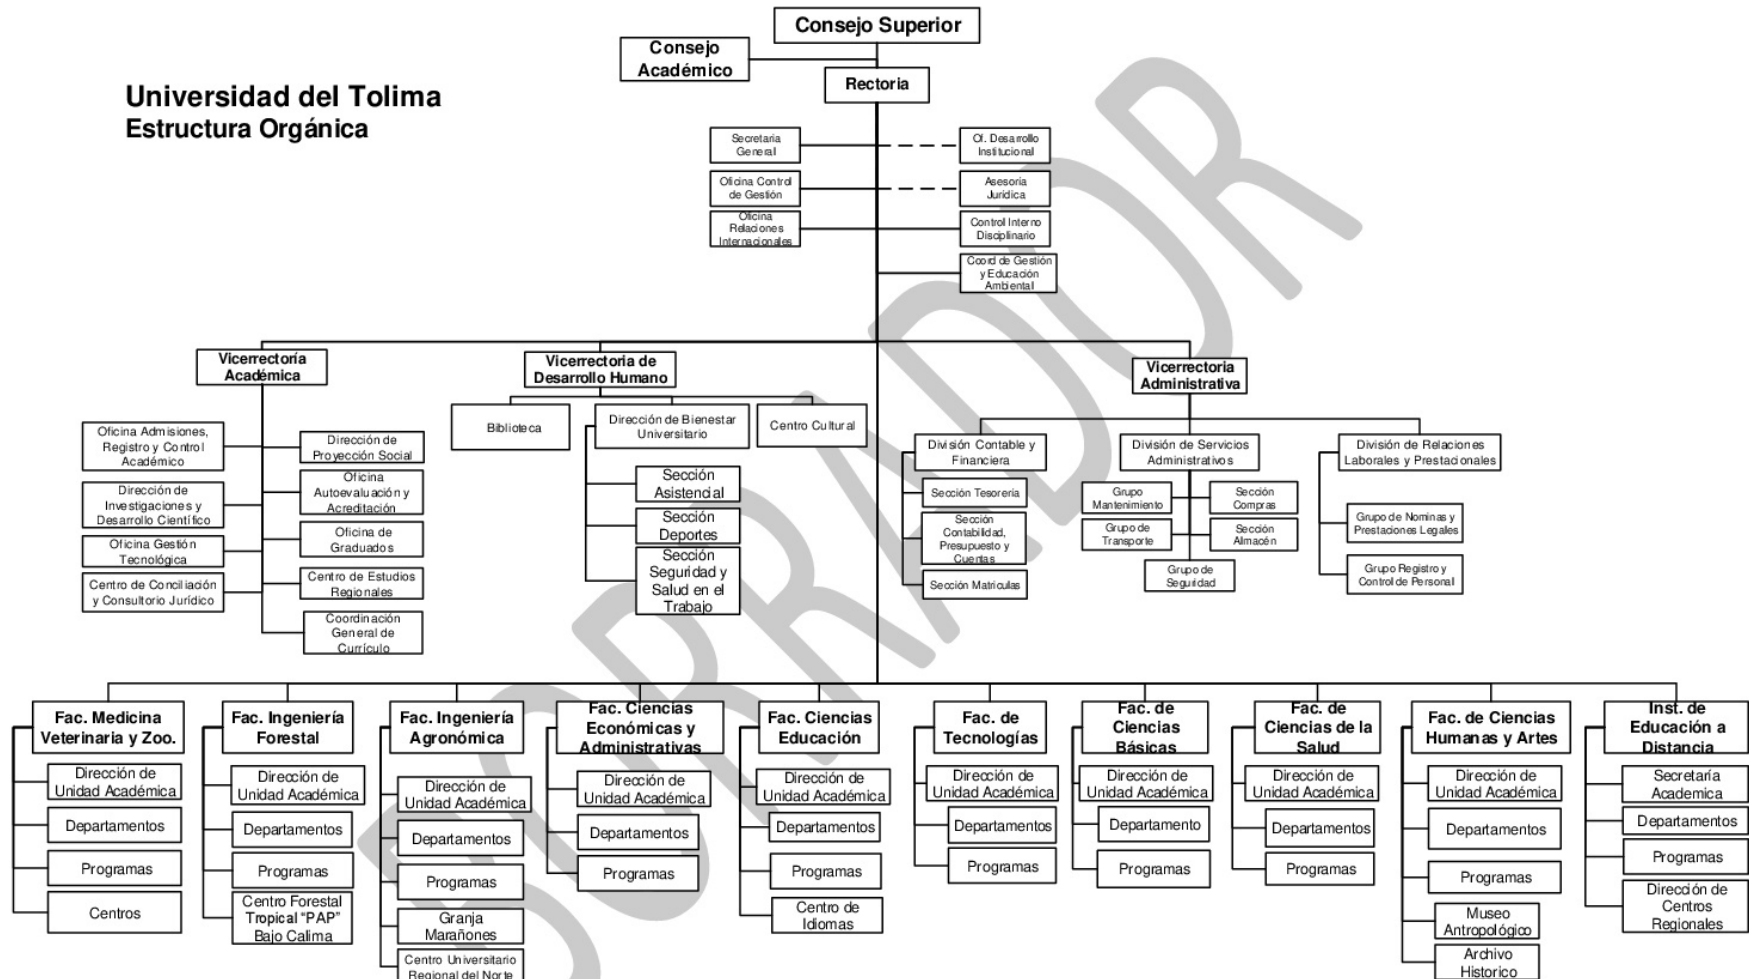 Consejo Superior
Consejo
Académico
Rectoria
Universidad del Tolima
Estructura Orgánica
Secretaria
General
Of. Desarrollo
Institucional
Oficina Control
de Gestión
Asesoría
Jurídica
Oficina
Relaciones
Internacionales
Control Interno
Disciplinario
Coord de Gestión
y Educación
Ambiental
Vicerrectoría
Académica
Vicerrectoria de
Desarrollo Humano
Vicerrectoria
Administrativa
Oficina Admisiones,
Registro y Control
Académico
Dirección de
Proyección Social
Dirección de
Investigaciones y
Desarrollo Científico
Oficina
Autoevaluación y
Acreditación
Oficina Gestión
Tecnológica
Oficina de
Graduados
Centro de Conciliación
y Consultorio Jurídico
Centro de Estudios
Regionales
Coordinación
General de
Currículo
Biblioteca
Dirección de Bienestar
Universitario
Centro Cultural
Sección
Asistencial
Sección
Deportes
Sección
Seguridad y
Salud en el
Trabajo
División Contable y
Financiera
Sección Tesorería
Sección
Contabilidad,
Presupuesto y
Cuentas
Sección Matriculas
División de Servicios
Administrativos
Grupo
Mantenimiento
Sección
Compras
Grupo de
Transporte
Sección
Almacén
Grupo de
Seguridad
División de Relaciones
Laborales y Prestacionales
Grupo de Nominas y
Prestaciones Legales
Grupo Registro y
Control de Personal
Fac. Medicina
Veterinaria y Zoo.
Dirección de
Unidad Académica
Departamentos
Programas
Centros
Fac. Ingeniería
Forestal
Dirección de
Unidad Académica
Departamentos
Programas
Centro Forestal
Tropical “PAP”
Bajo Calima
Fac. Ingeniería
Agronómica
Dirección de
Unidad Académica
Departamentos
Programas
Granja
Marañones
Centro Universitario
Regional del Norte
Fac. Ciencias
Económicas y
Administrativas
Dirección de
Unidad Académica
Departamentos
Programas
Fac. Ciencias
Educación
Dirección de
Unidad Académica
Departamentos
Programas
Centro de
Idiomas
Fac. de
Tecnologías
Dirección de
Unidad Académica
Departamentos
Programas
Fac. de
Ciencias
Básicas
Dirección de
Unidad Académica
Departamento
Programas
Fac. de
Ciencias de la
Salud
Dirección de
Unidad Académica
Departamentos
Programas
Fac. de Ciencias
Humanas y Artes
Dirección de
Unidad Académica
Departamentos
Programas
Museo
Antropológico
Archivo
Historico
Inst. de
Educación a
Distancia
Secretaría
Academica
Departamentos
Programas
Dirección de
Centros
Regionales
BORRADOR